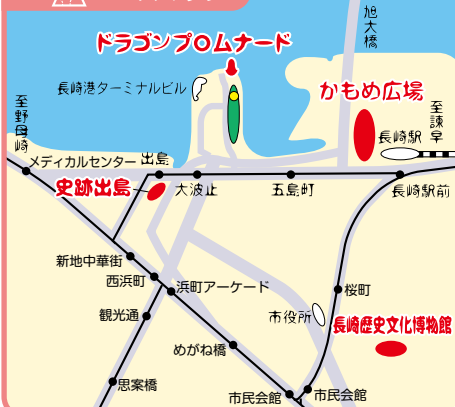 旭大橋
ドラゴンプロムナード
長崎港ターミナルビル
かもめ広場
至野母崎
至諫早
長崎駅
メディカルセンター
出島
史跡出島
大波止
五島町
長崎駅前
新地中華街
西浜町
浜町アーケード
桜町
観光通
市役所
長崎歴史文化博物館
めがね橋
思案橋
市民会館
市民会館